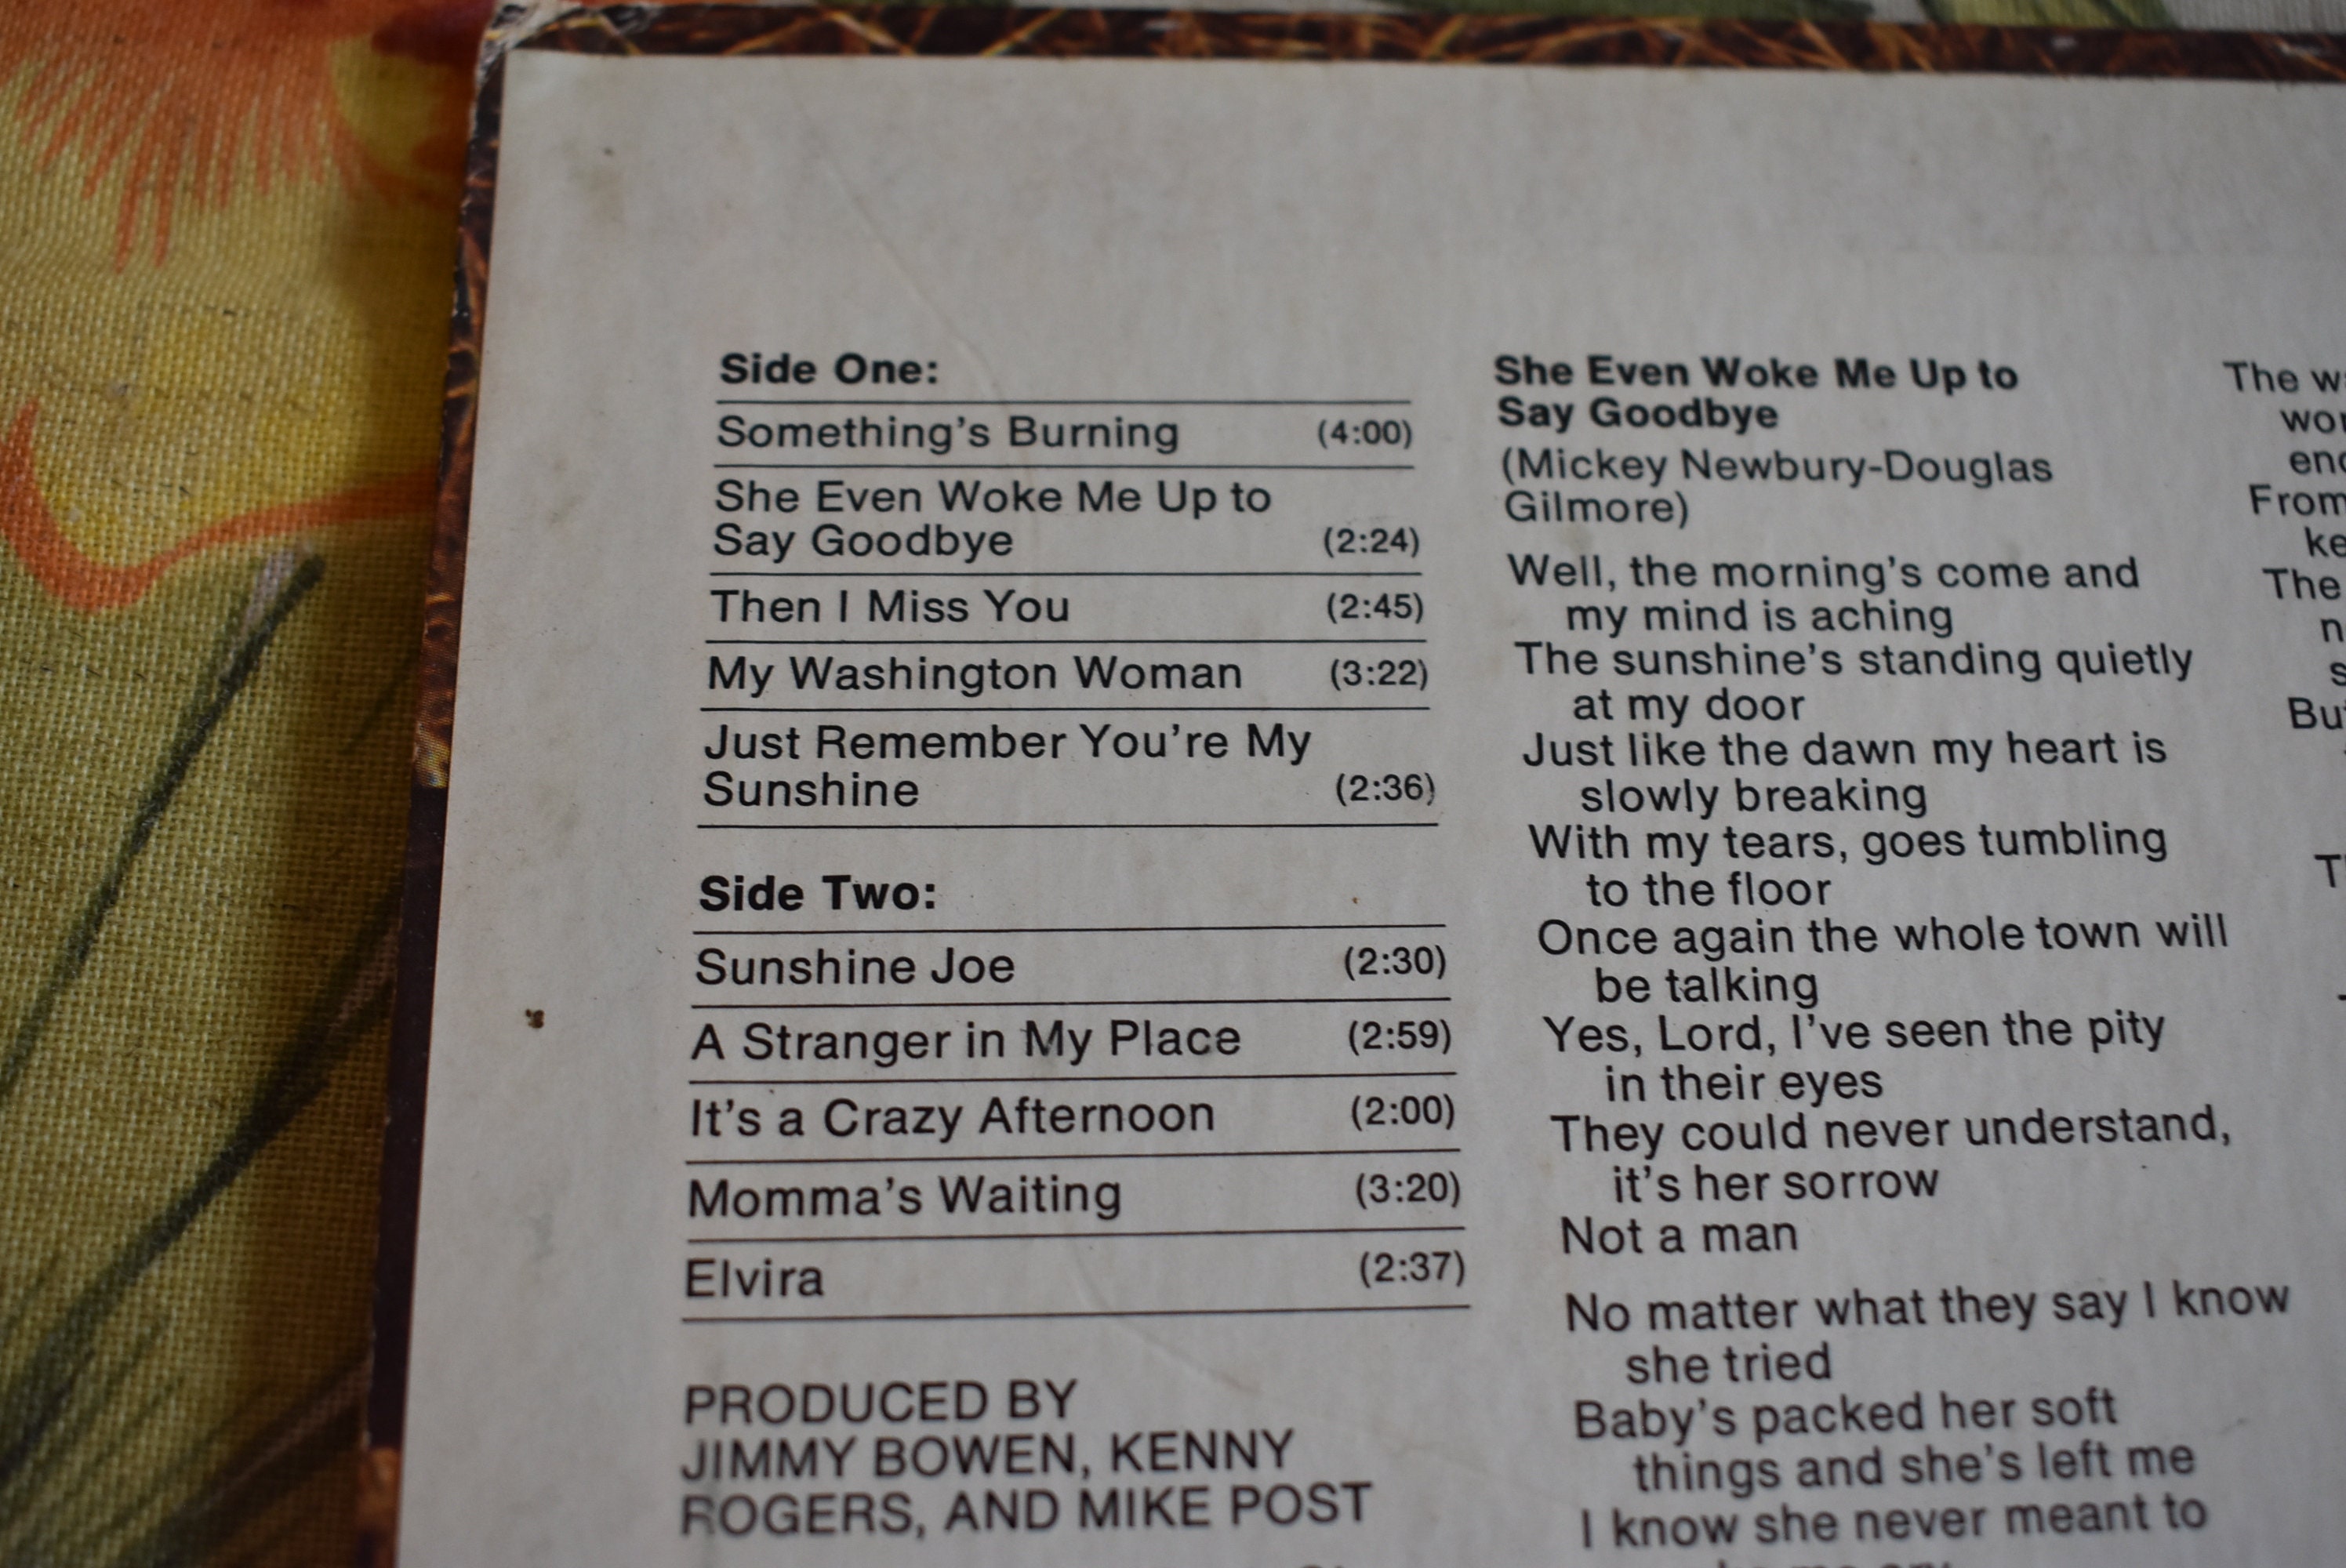 Side One:
Something's Burning (4:00)
She Even Woke Me Up to
Say Goodbye (2:24)
Then I Miss You (2:45)
My Washington Woman (3:22)
Just Remember You're My
Sunshine (2:36)
Side Two:
Sunshine Joe (2:30)
A Stranger in My Place (2:59)
It's a Crazy Afternoon (2:00)
Momma's Waiting (3:20)
Elvira (2:37)
PRODUCED BY
JIMMY BOWEN, KENNY
ROGERS, AND MIKE POST
She Even Woke Me Up to
Say Goodbye
(Mickey Newbury-Douglas
Gilmore)
Well, the morning's come and
my mind is aching
The sunshine's standing quietly
at my door
Just like the dawn my heart is
slowly breaking
With my tears, goes tumbling
to the floor
Once again the whole town will
be talking
Yes, Lord, I've seen the pity
in their eyes
They could never understand,
it's her sorrow
Not a man
No matter what they say I know
she tried
Baby's packed her soft
things and she's left me
I know she never meant to
The
From
The